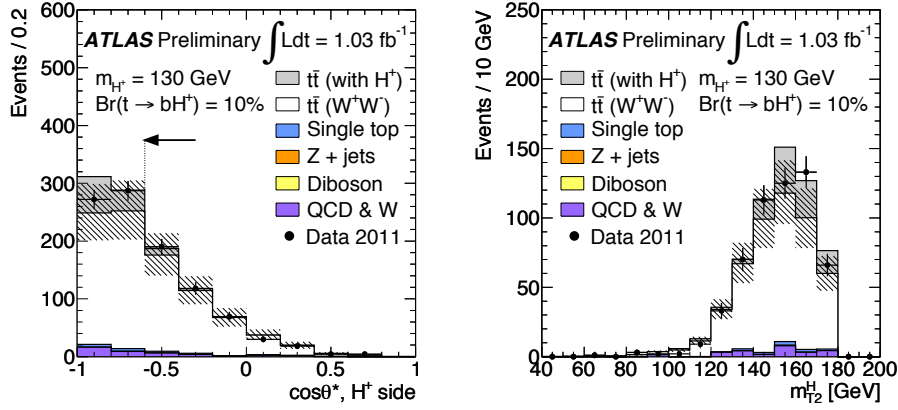 Events / 0.2
600
500
400
300
200
100
0
ATLAS Preliminary ∫Ldt = 1.03 fb⁻¹
m_H⁺ = 130 GeV
Br(t → bH⁺) = 10%
tt̄ (with H⁺)
tt̄ (W⁺W⁻)
Single top
Z + jets
Diboson
QCD & W
Data 2011
-1 -0.5 0 0.5 1
cosθ*, H⁺ side
Events / 10 GeV
250
200
150
100
50
0
ATLAS Preliminary ∫Ldt = 1.03 fb⁻¹
tt̄ (with H⁺)
tt̄ (W⁺W⁻)
Single top
Z + jets
Diboson
QCD & W
Data 2011
m_H⁺ = 130 GeV
Br(t → bH⁺) = 10%
40 60 80 100 120 140 160 180 200
m_T2^H [GeV]